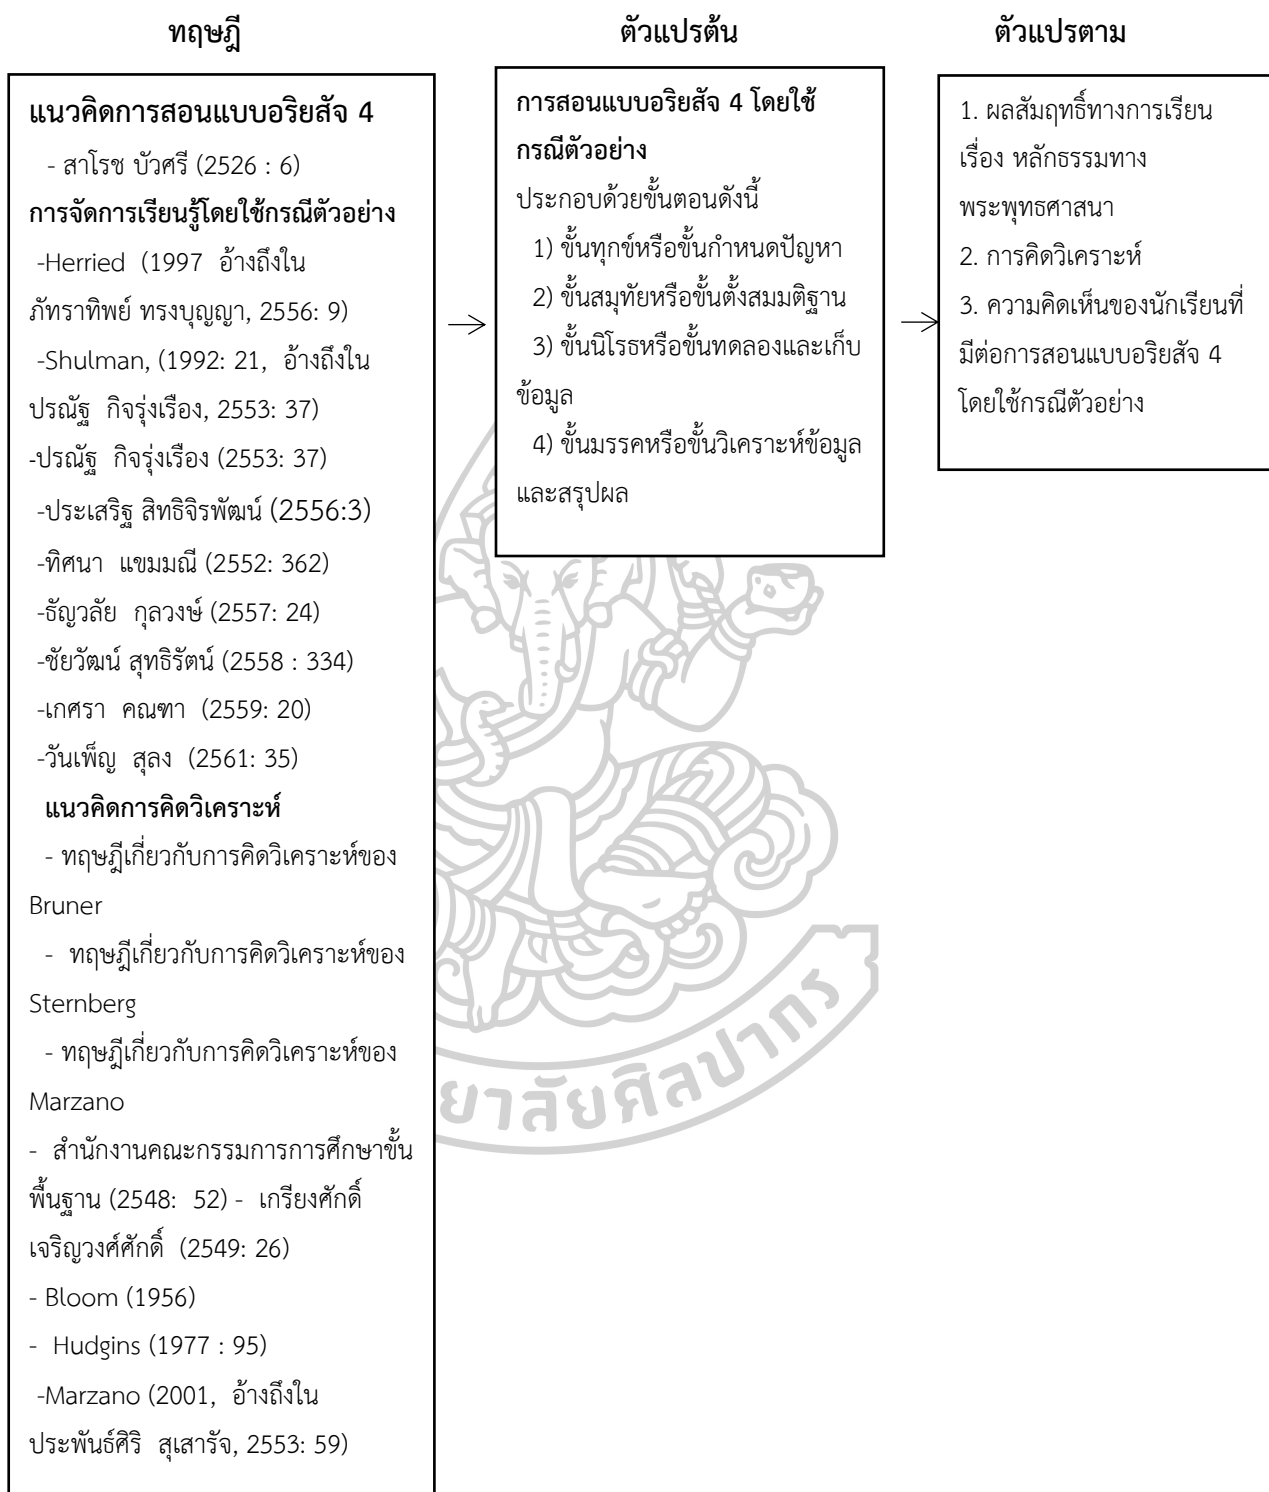 ทฤษฎี
ตัวแปรต้น
ตัวแปรตาม
แนวคิดการสอนแบบอริยสัจ 4
- สาโรช บัวศรี (2526 : 6)
การจัดการเรียนรู้โดยใช้กรณีตัวอย่าง
-Herried (1997 อ้างถึงใน
ภัทราทิพย์ ทรงบุญญา, 2556: 9)
-Shulman, (1992: 21, อ้างถึงใน
ปรณัฐ กิจรุ่งเรือง, 2553: 37)
-ปรณัฐ กิจรุ่งเรือง (2553: 37)
-ประเสริฐ สิทธิจิรพัฒน์ (2556:3)
-ทิศนา แขมมณี (2552: 362)
-ธัญวลัย กุลวงษ์ (2557: 24)
-ชัยวัฒน์ สุทธิรัตน์ (2558 : 334)
-เกศรา คณฑา (2559: 20)
-วันเพ็ญ สุลง (2561: 35)
แนวคิดการคิดวิเคราะห์
- ทฤษฎีเกี่ยวกับการคิดวิเคราะห์ของ
Bruner
- ทฤษฎีเกี่ยวกับการคิดวิเคราะห์ของ
Sternberg
- ทฤษฎีเกี่ยวกับการคิดวิเคราะห์ของ
Marzano
- สำนักงานคณะกรรมการการศึกษาขั้น
พื้นฐาน (2548: 52) - เกรียงศักดิ์
เจริญวงศ์ศักดิ์ (2549: 26)
- Bloom (1956)
- Hudgins (1977 : 95)
-Marzano (2001, อ้างถึงใน
ประพันธ์ศิริ สุเสารัจ, 2553: 59)
การสอนแบบอริยสัจ 4 โดยใช้
กรณีตัวอย่าง
ประกอบด้วยขั้นตอนดังนี้
1) ขั้นทุกข์หรือขั้นกำหนดปัญหา
2) ขั้นสมุทัยหรือขั้นตั้งสมมติฐาน
3) ขั้นนิโรธหรือขั้นทดลองและเก็บ
ข้อมูล
4) ขั้นมรรคหรือขั้นวิเคราะห์ข้อมูล
และสรุปผล
1. ผลสัมฤทธิ์ทางการเรียน
เรื่อง หลักธรรมทาง
พระพุทธศาสนา
2. การคิดวิเคราะห์
3. ความคิดเห็นของนักเรียนที่
มีต่อการสอนแบบอริยสัจ 4
โดยใช้กรณีตัวอย่าง
ยาลัยศิลปากร